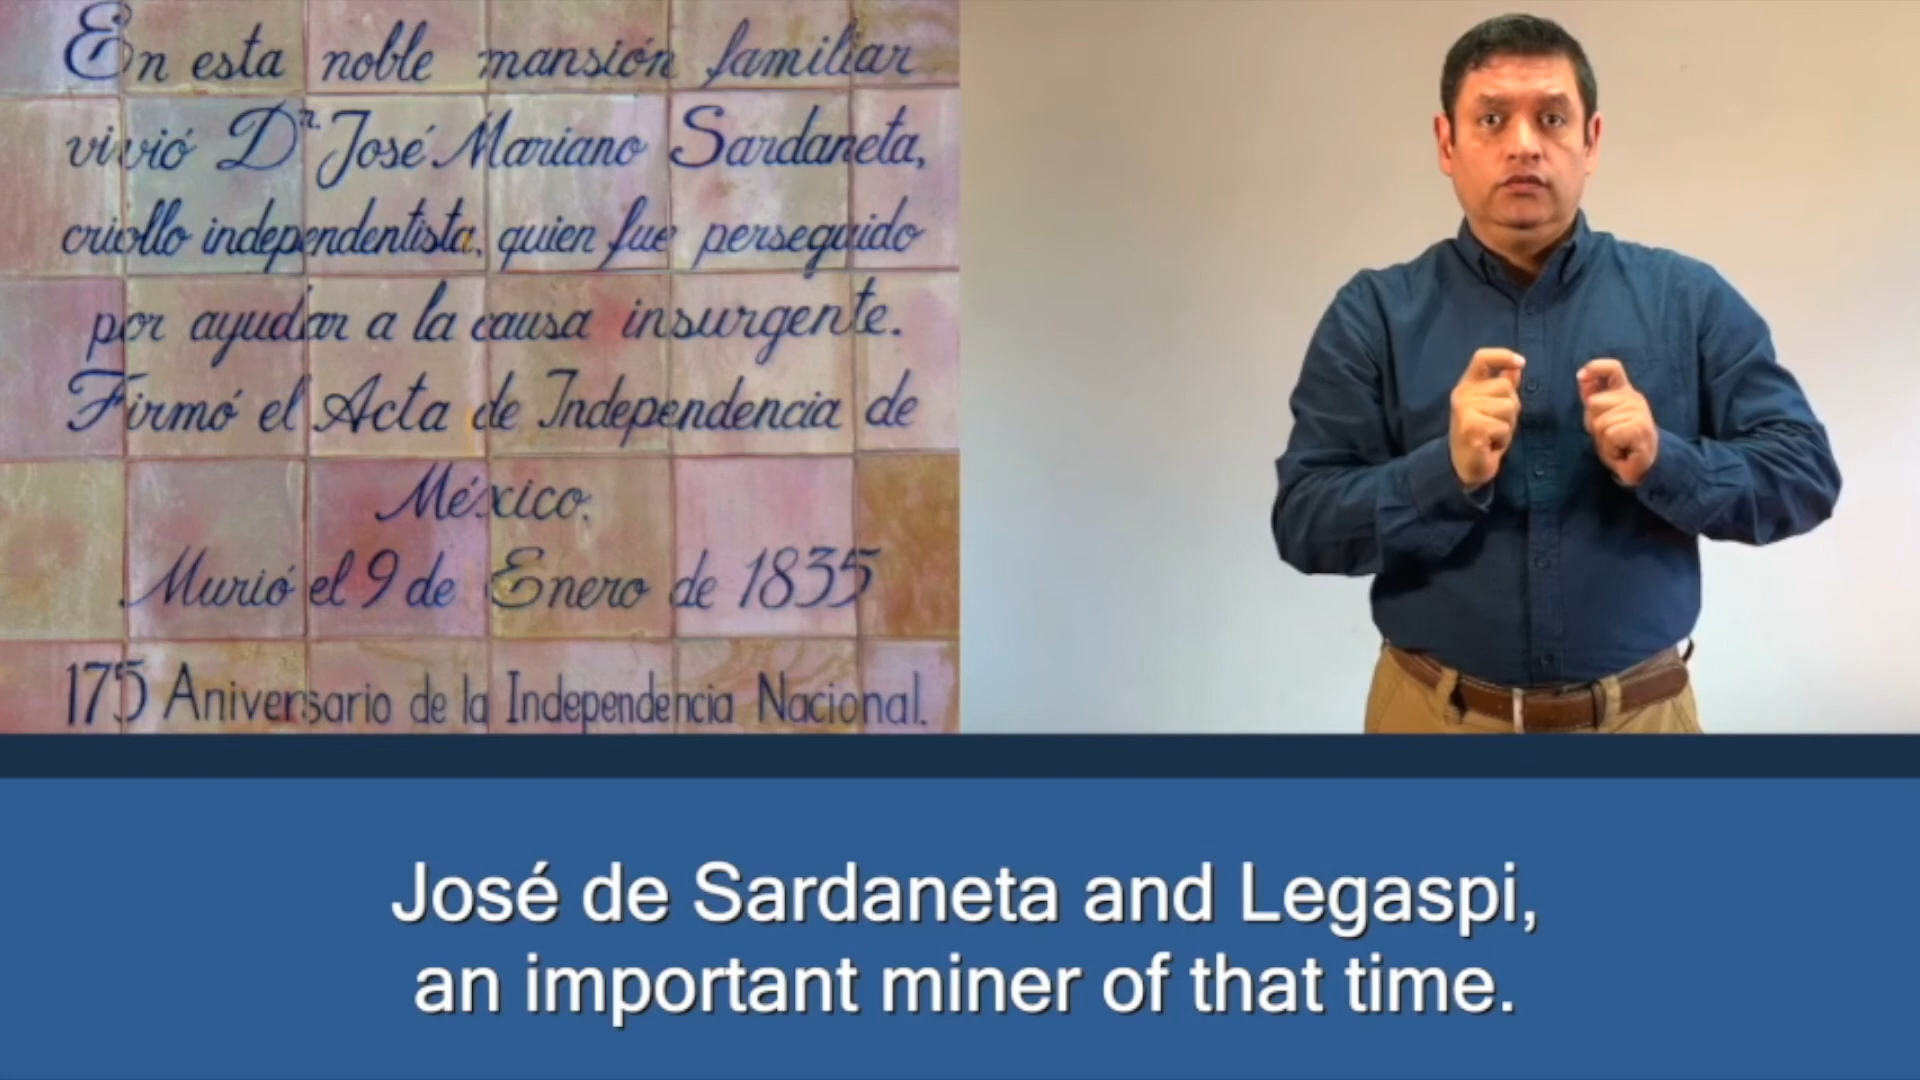 En esta noble mansión familiar
vivió Dn. José Mariano Sardaneta,
criollo independentista, quien fue perseguido
por ayudar a la causa insurgente.
Firmó el Acta de Independencia de
México.
Murió el 9 de Enero de 1835
175 Aniversario de la Independencia Nacional.
José de Sardaneta and Legaspi,
an important miner of that time.